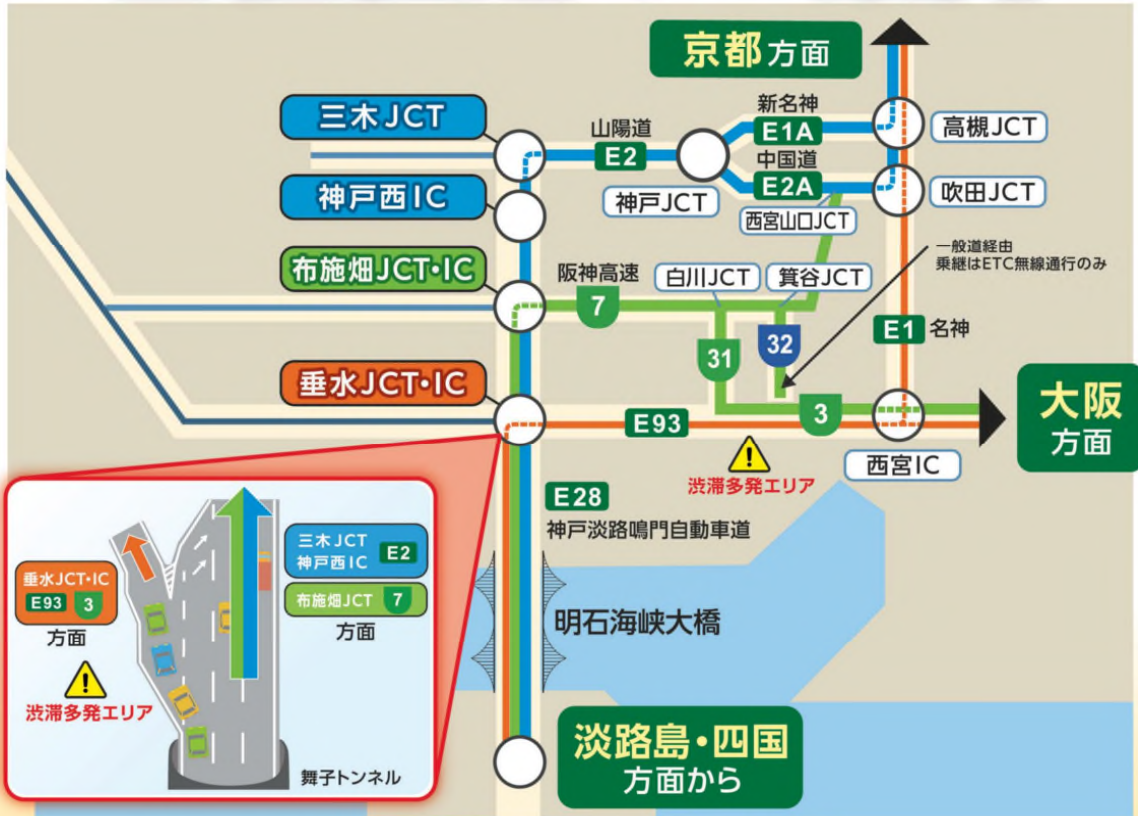 京都方面
三木JCT
山陽道
E2
新名神
E1A
高槻JCT
神戸西IC
神戸JCT
中国道
E2A
西宮山口JCT
吹田JCT
一般道経由
乗継はETC無線通行のみ
布施畑JCT・IC
阪神高速
7
白川JCT
箕谷JCT
31
32
E1 名神
垂水JCT・IC
E93
3
大阪
方面
渋滞多発エリア
西宮IC
E28
神戸淡路鳴門自動車道
明石海峡大橋
淡路島・四国
方面から
垂水JCT・IC
E93 3
方面
渋滞多発エリア
三木JCT
神戸西IC E2
布施畑JCT 7
方面
舞子トンネル